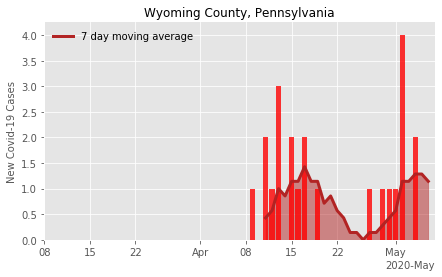 Wyoming County, Pennsylvania
7 day moving average
New Covid-19 Cases
4.0
3.5
3.0
2.5
2.0
1.5
1.0
0.5
0.0
08 15 22 Apr 08 15 22 May
2020-May